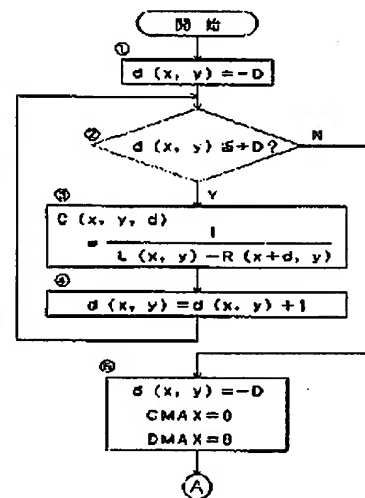 開始
①
d (x, y) =-D
②
d (x, y) ≦+D?
N
Y
③
C (x, y, d)
= 1
L (x, y) -R (x+d, y)
④
d (x, y) =d (x, y) +1
⑤
d (x, y) =-D
CMAX=0
DMAX=0
A